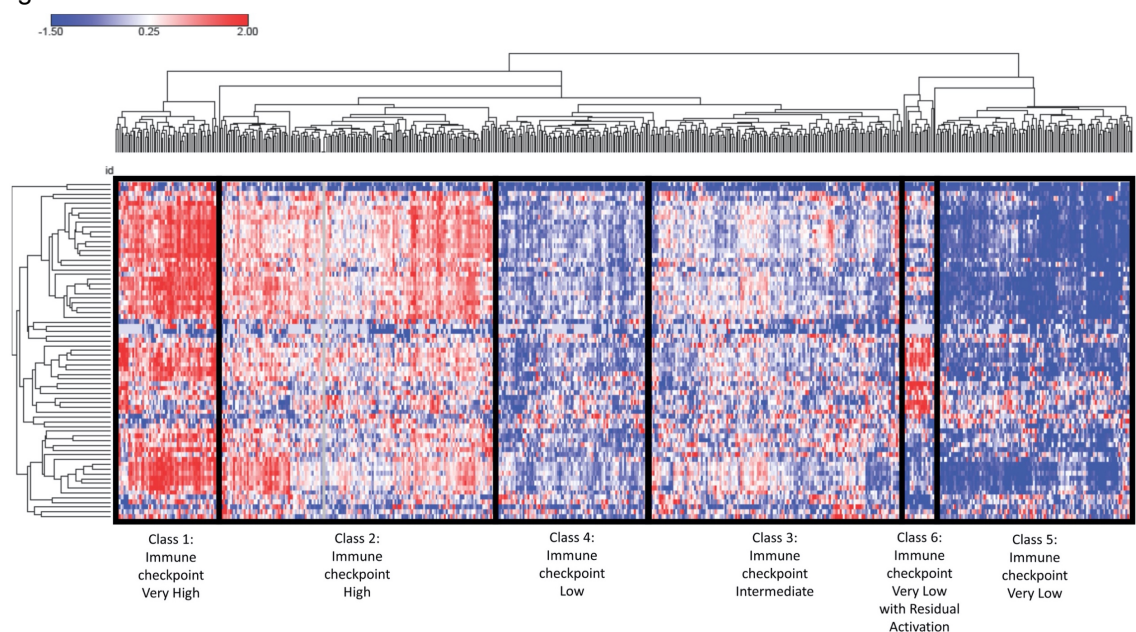 -1.50 0.25 2.00
id
Class 1:
Immune
checkpoint
Very High
Class 2:
Immune
checkpoint
High
Class 4:
Immune
checkpoint
Low
Class 3:
Immune
checkpoint
Intermediate
Class 6:
Immune
checkpoint
Very Low
with Residual
Activation
Class 5:
Immune
checkpoint
Very Low